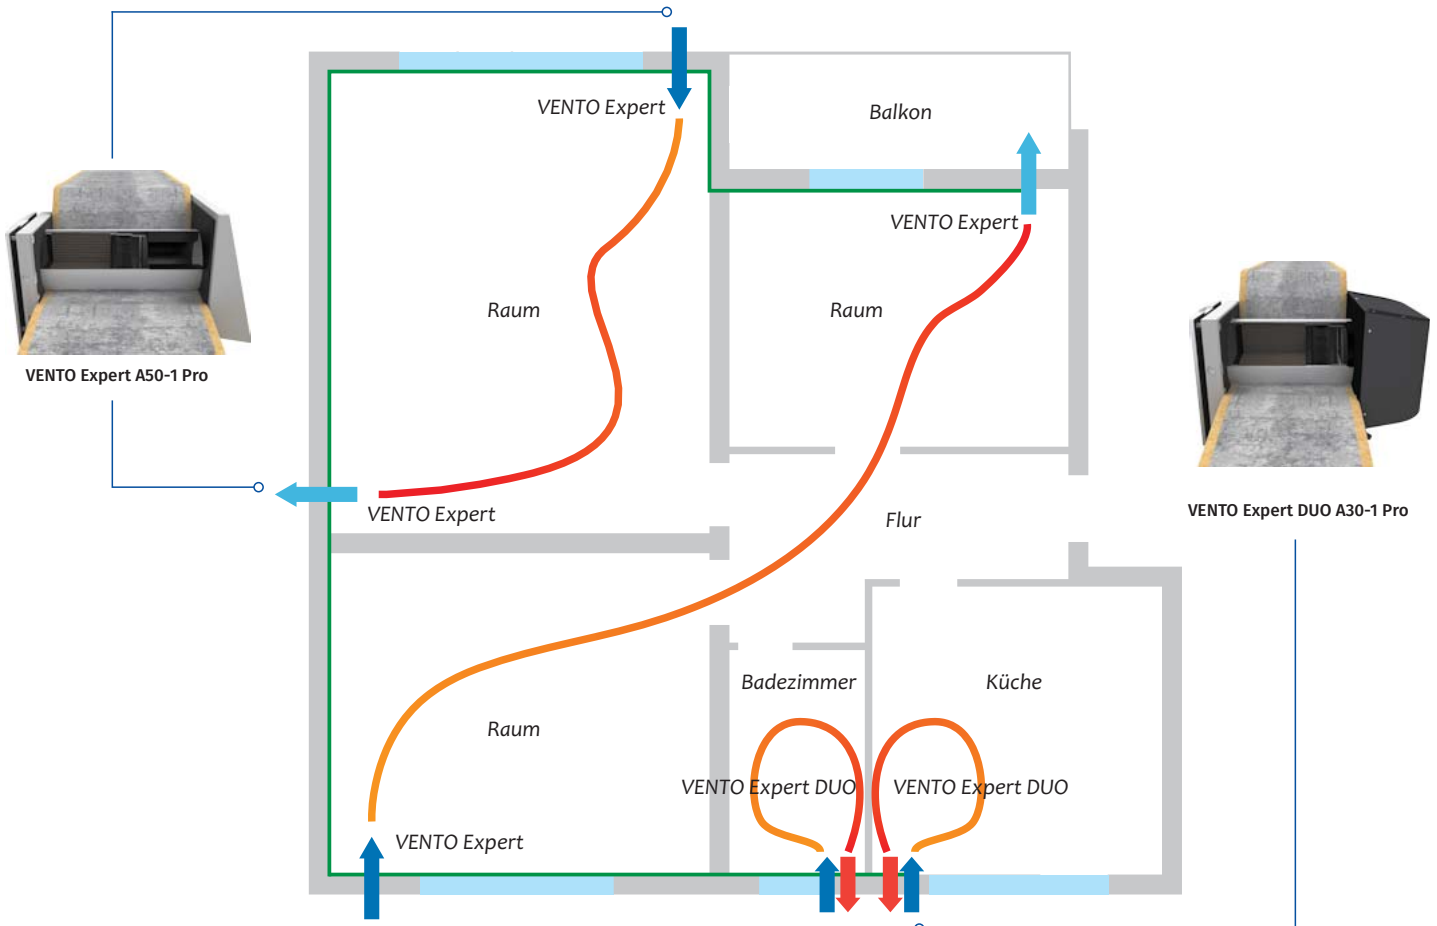 VENTO Expert
Balkon
VENTO Expert
Raum
Raum
VENTO Expert A50-1 Pro
VENTO Expert
Flur
VENTO Expert DUO A30-1 Pro
Badezimmer
Küche
Raum
VENTO Expert DUO
VENTO Expert DUO
VENTO Expert